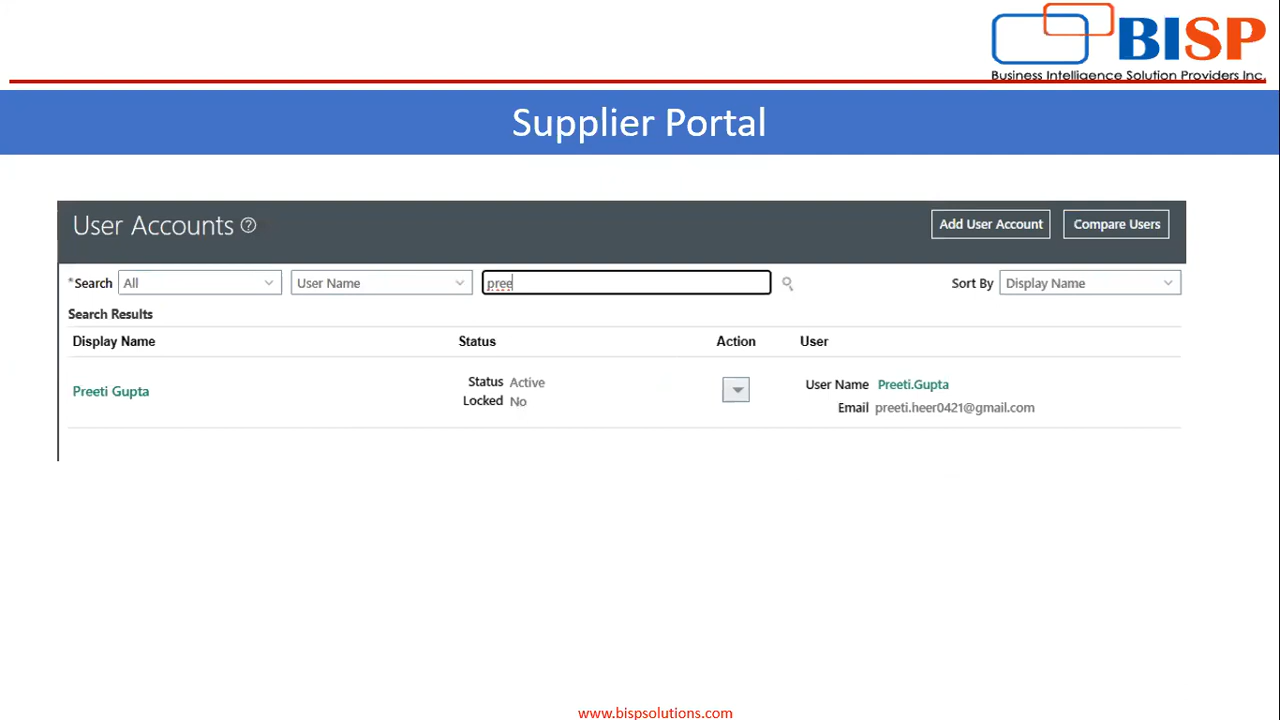 BISP
Business Intelligence Solution Providers Inc.
Supplier Portal
User Accounts ?
Add User Account
Compare Users
*Search All User Name pree Sort By Display Name
Search Results
Display Name Status Action User
Preeti Gupta
Status Active
Locked No
User Name Preeti.Gupta
Email preeti.heer0421@gmail.com
www.bispsolutions.com